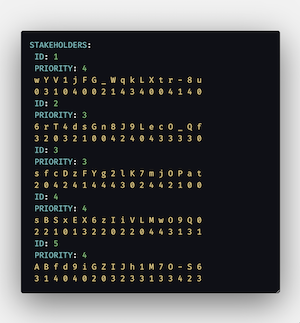 STAKEHOLDERS:
ID: 1
PRIORITY: 4
w Y V 1 j F G _ W q k L X t r - 8 u
0 3 1 0 4 0 0 2 1 4 3 4 0 0 4 1 4 0
ID: 2
PRIORITY: 3
6 r T 4 d s G n 8 J 9 L e c O _ Q f
3 2 0 3 2 1 0 0 4 2 4 0 4 3 3 3 3 0
ID: 3
PRIORITY: 3
s f c D z F Y g 2 l K 7 m j O P a t
2 0 4 2 4 1 4 4 4 3 0 2 4 4 2 1 0 0
ID: 4
PRIORITY: 4
s B S x E X 6 z I i V L M w O 9 Q 0
2 2 1 0 1 3 2 2 0 2 2 0 4 4 3 1 3 1
ID: 5
PRIORITY: 4
A B f d 9 i G Z I J h 1 M 7 O - S 6
3 1 4 0 4 0 2 0 3 2 3 3 1 3 3 4 2 3